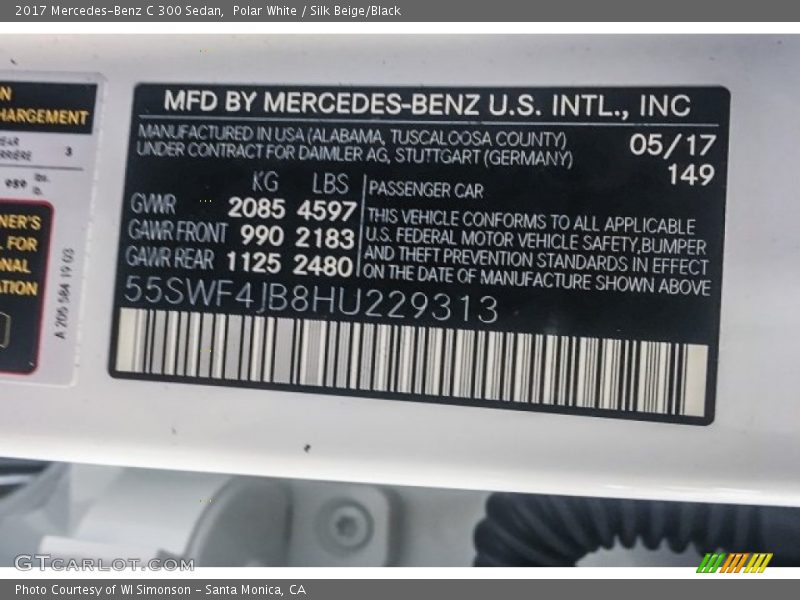 2017 Mercedes-Benz C 300 Sedan, Polar White / Silk Beige/Black
HARGEMENT
3
959 lbs.
lb.
NER'S
FOR
NAL
ATION
A 205 584 19 03
MFD BY MERCEDES-BENZ U.S. INTL., INC
MANUFACTURED IN USA (ALABAMA, TUSCALOOSA COUNTY) 05/17
UNDER CONTRACT FOR DAIMLER AG, STUTTGART (GERMANY) 149
KG LBS
GVWR 2085 4597
GAWR FRONT 990 2183
GAWR REAR 1125 2480
PASSENGER CAR
THIS VEHICLE CONFORMS TO ALL APPLICABLE
U.S. FEDERAL MOTOR VEHICLE SAFETY,BUMPER
AND THEFT PREVENTION STANDARDS IN EFFECT
ON THE DATE OF MANUFACTURE SHOWN ABOVE
55SWF4JB8HU229313
GTCARLOT.COM
Photo Courtesy of WI Simonson - Santa Monica, CA